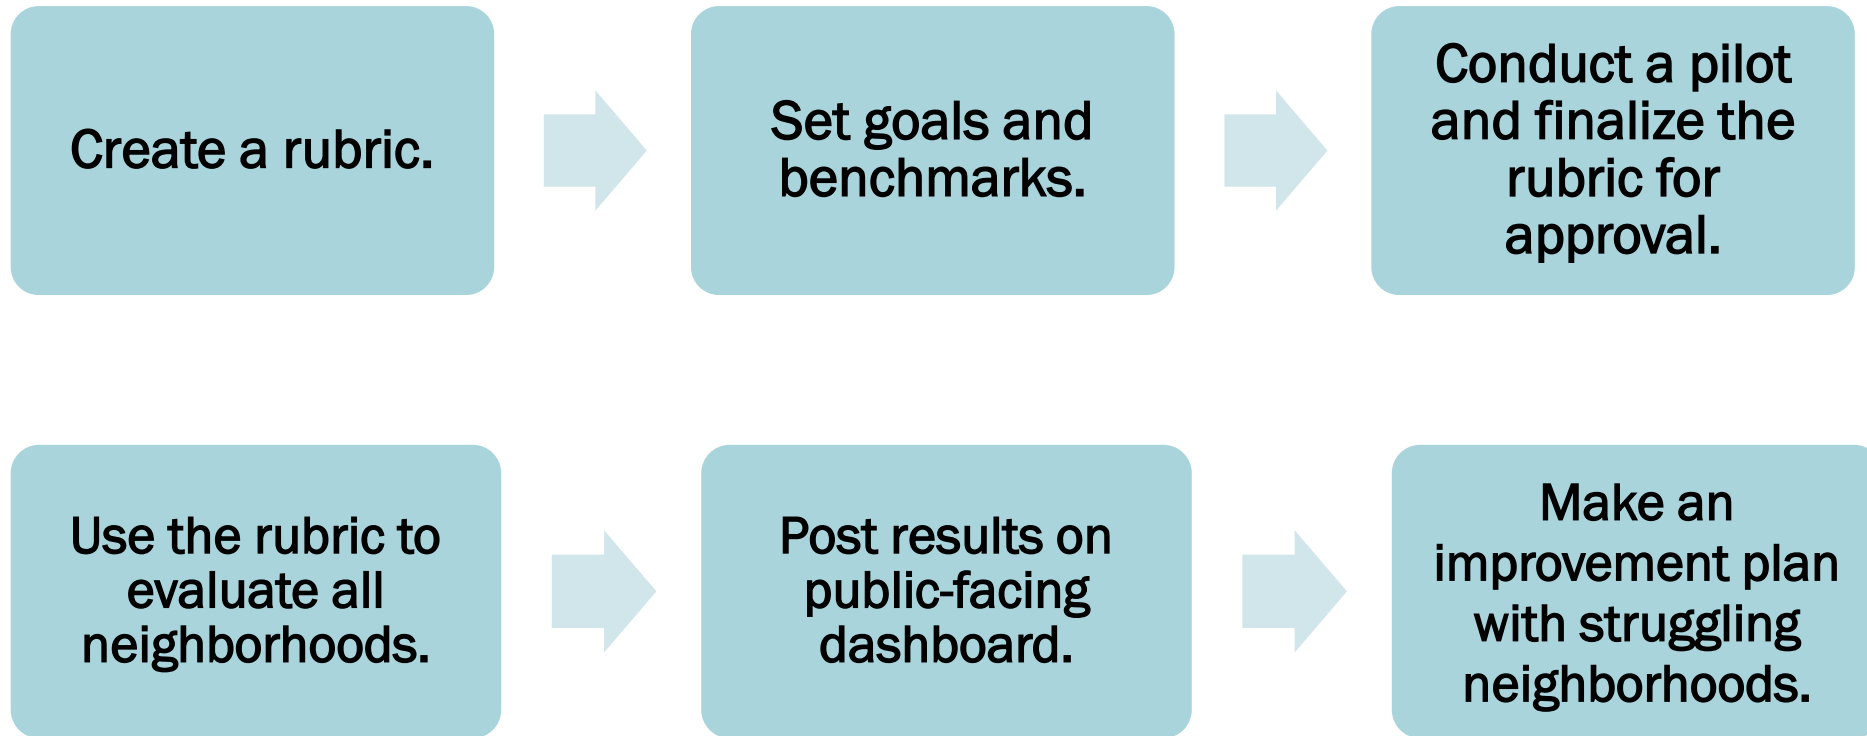 Create a rubric.
Set goals and
benchmarks.
Conduct a pilot
and finalize the
rubric for
approval.
Use the rubric to
evaluate all
neighborhoods.
Post results on
public-facing
dashboard.
Make an
improvement plan
with struggling
neighborhoods.